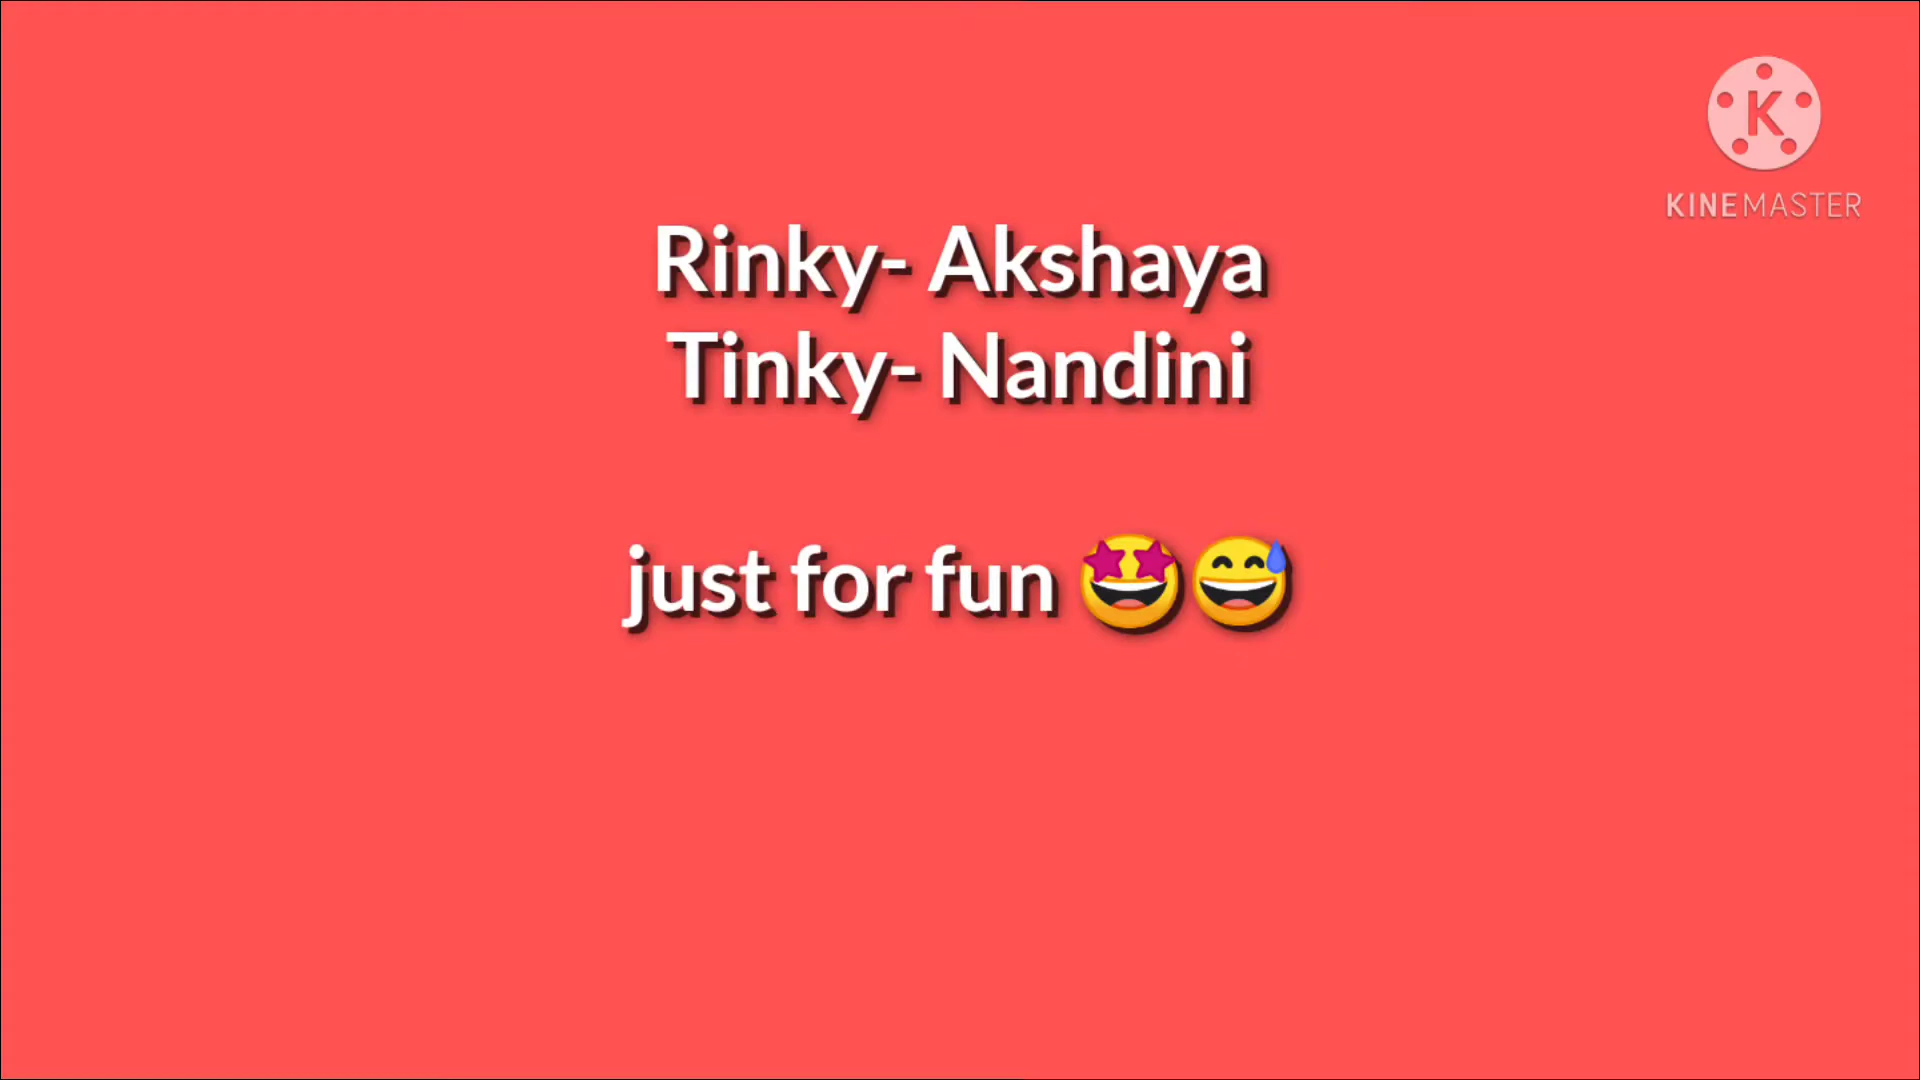 K
KINEMASTER
Rinky- Akshaya
Tinky- Nandini
just for fun 🤩😅